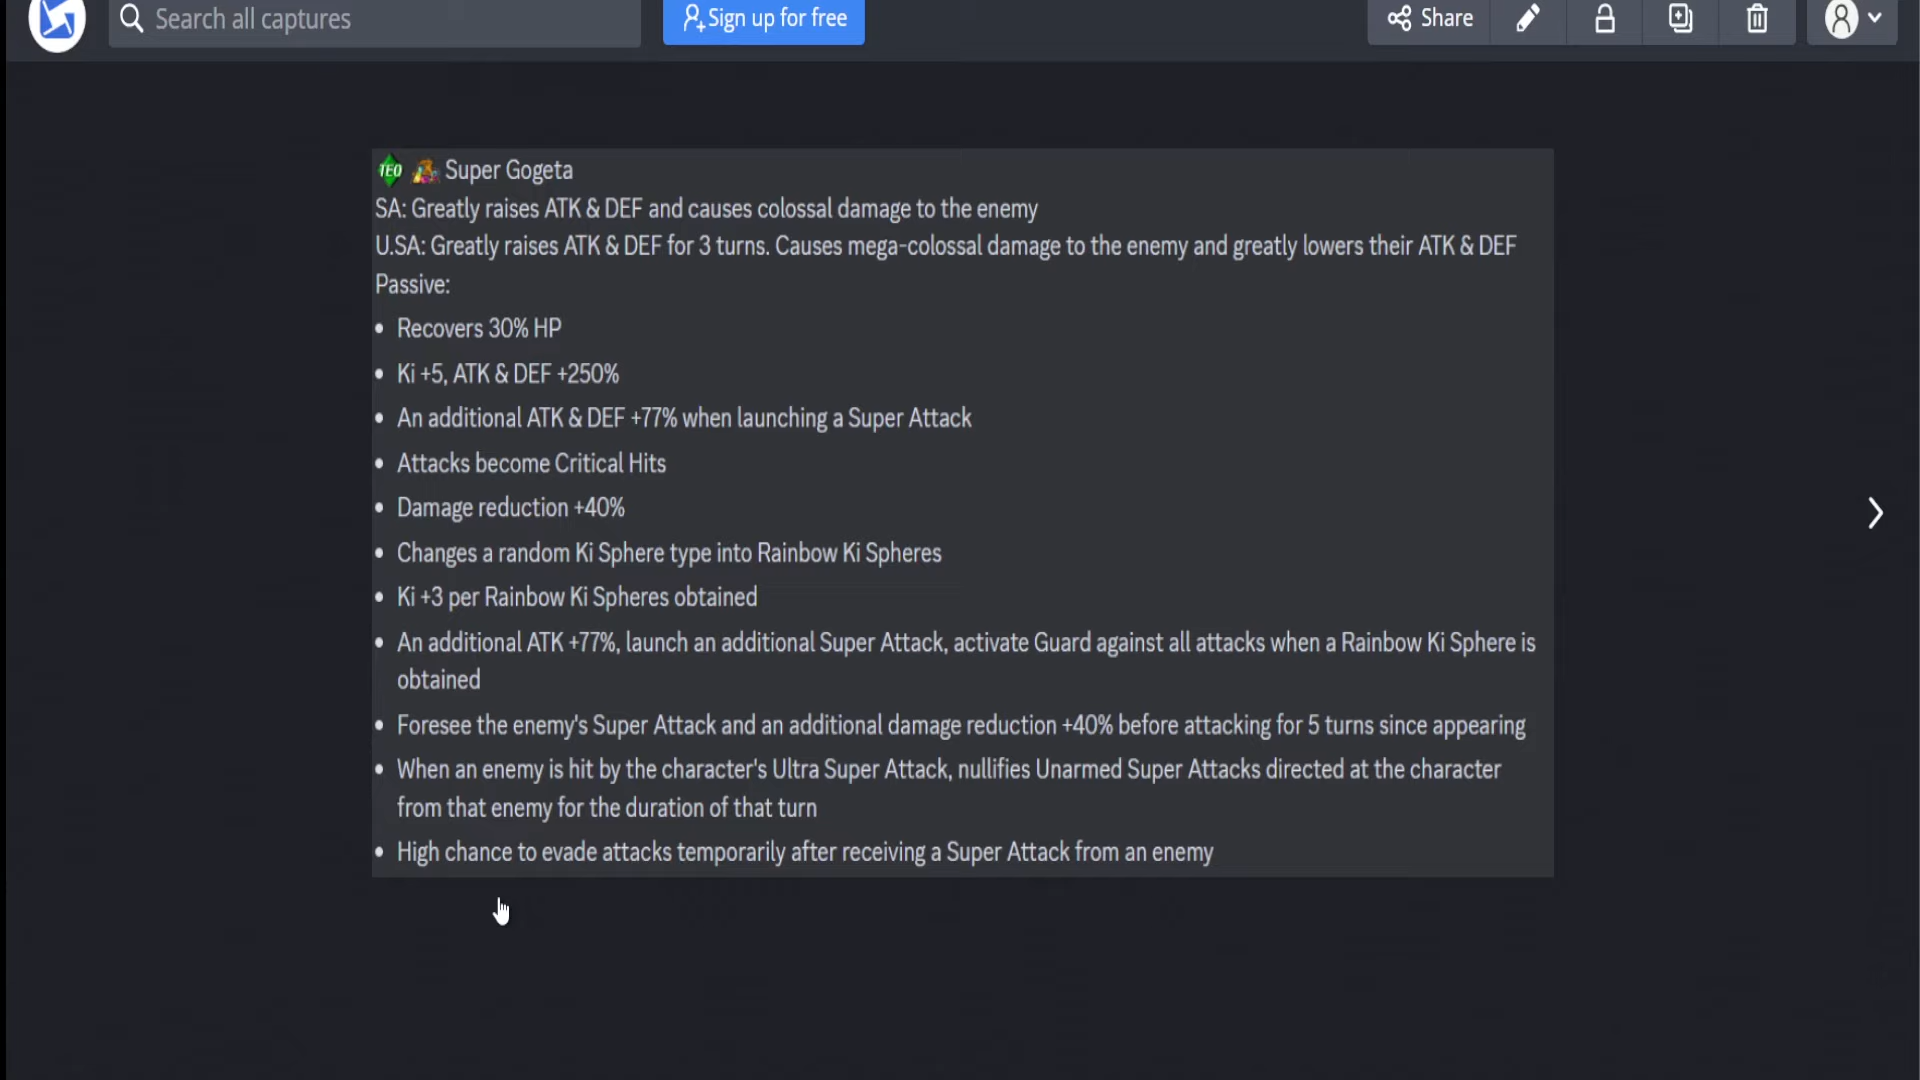 Search all captures
Sign up for free
Share
TEQ Super Gogeta
SA: Greatly raises ATK & DEF and causes colossal damage to the enemy
U.SA: Greatly raises ATK & DEF for 3 turns. Causes mega-colossal damage to the enemy and greatly lowers their ATK & DEF
Passive:
• Recovers 30% HP
• Ki +5, ATK & DEF +250%
• An additional ATK & DEF +77% when launching a Super Attack
• Attacks become Critical Hits
• Damage reduction +40%
• Changes a random Ki Sphere type into Rainbow Ki Spheres
• Ki +3 per Rainbow Ki Spheres obtained
• An additional ATK +77%, launch an additional Super Attack, activate Guard against all attacks when a Rainbow Ki Sphere is
obtained
• Foresee the enemy's Super Attack and an additional damage reduction +40% before attacking for 5 turns since appearing
• When an enemy is hit by the character's Ultra Super Attack, nullifies Unarmed Super Attacks directed at the character
from that enemy for the duration of that turn
• High chance to evade attacks temporarily after receiving a Super Attack from an enemy